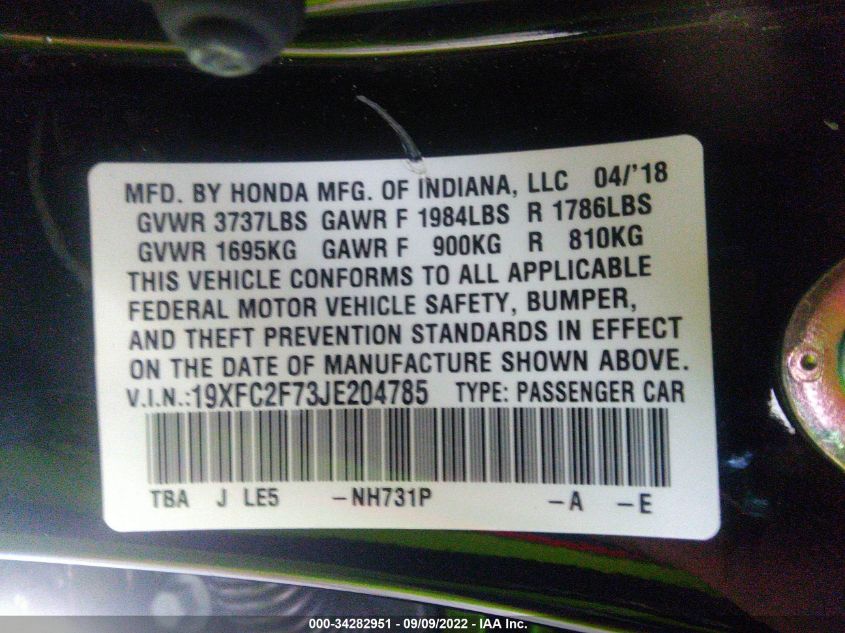 MFD. BY HONDA MFG. OF INDIANA, LLC 04/'18
GVWR 3737LBS GAWR F 1984LBS R 1786LBS
GVWR 1695KG GAWR F 900KG R 810KG
THIS VEHICLE CONFORMS TO ALL APPLICABLE
FEDERAL MOTOR VEHICLE SAFETY, BUMPER,
AND THEFT PREVENTION STANDARDS IN EFFECT
ON THE DATE OF MANUFACTURE SHOWN ABOVE.
V.I.N.:19XFC2F73JE204785 TYPE: PASSENGER CAR
TBA J LE5 -NH731P -A -E
000-34282951 - 09/09/2022 - IAA Inc.